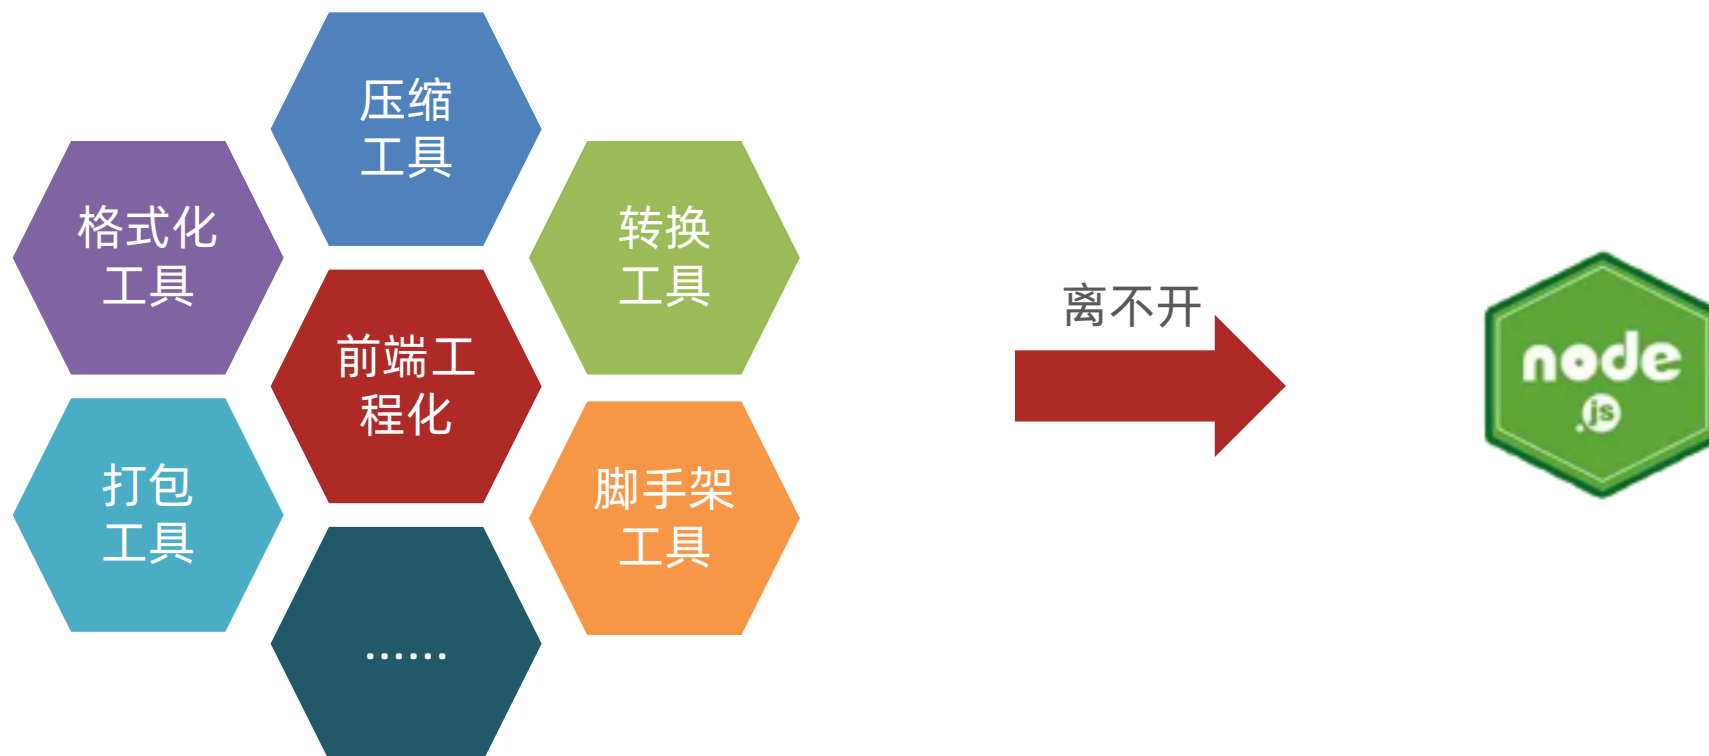 压缩
工具
格式化
工具
转换
工具
前端工
程化
打包
工具
脚手架
工具
……
离不开
node
.js